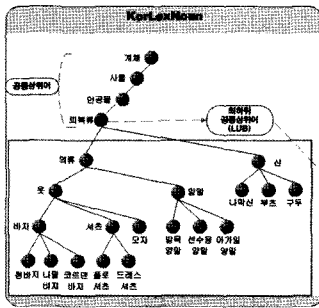 KorLexNoun
개체
사물
공통상위어
인공물
피복류
최하위
공통상위어
(LUB)
의류
신
옷
양말
나막신 부츠 구두
바지
셔츠
모자
발목
양말
선수용
양말
아가일
양말
청바지
니말
바지
코르덴
바지
폴로
셔츠
드레스
셔츠